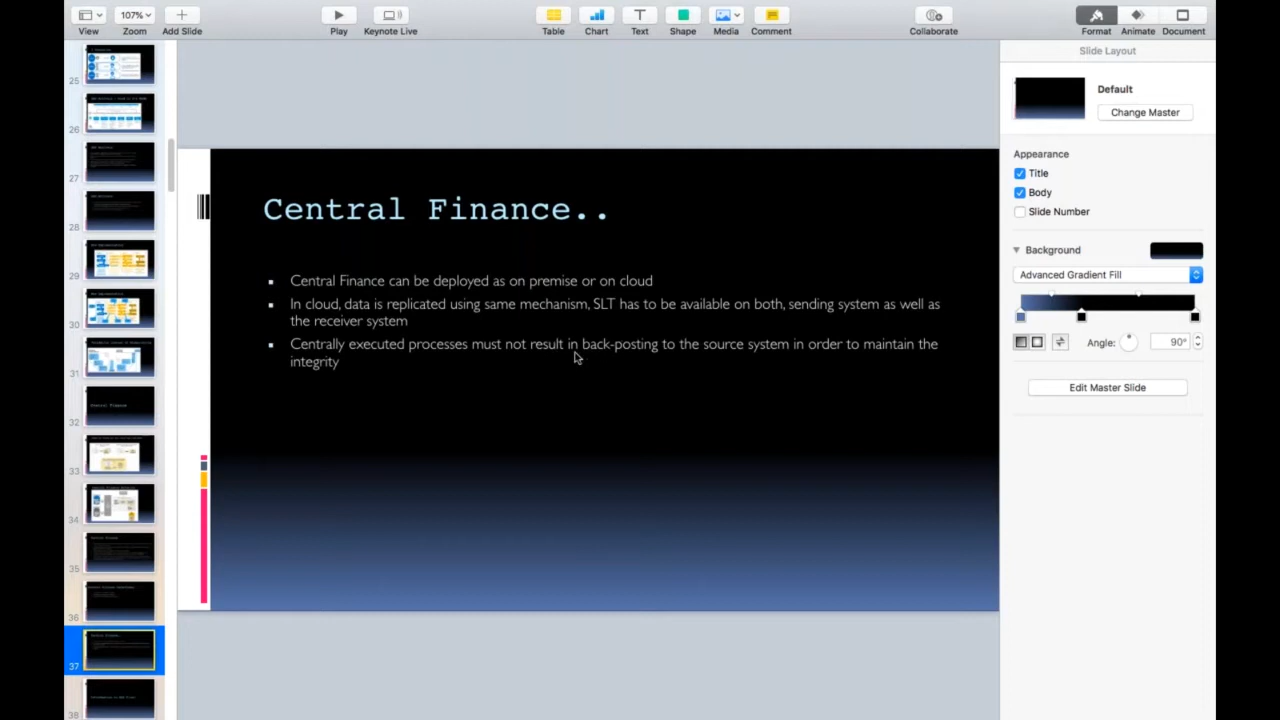 View
107%
Zoom
Add Slide
Play
Keynote Live
Table
Chart
Text
Shape
Media
Comment
Collaborate
Format
Animate
Document
25
26
27
28
29
30
31
32
Central Finance
33
34
35
36
37
38
Central Finance..
Central Finance can be deployed as on premise or on cloud
In cloud, data is replicated using same mechanism, SLT has to be available on both, sending system as well as
the receiver system
Centrally executed processes must not result in back-posting to the source system in order to maintain the
integrity
Slide Layout
Default
Change Master
Appearance
Title
Body
Slide Number
Background
Advanced Gradient Fill
Angle:
90°
Edit Master Slide